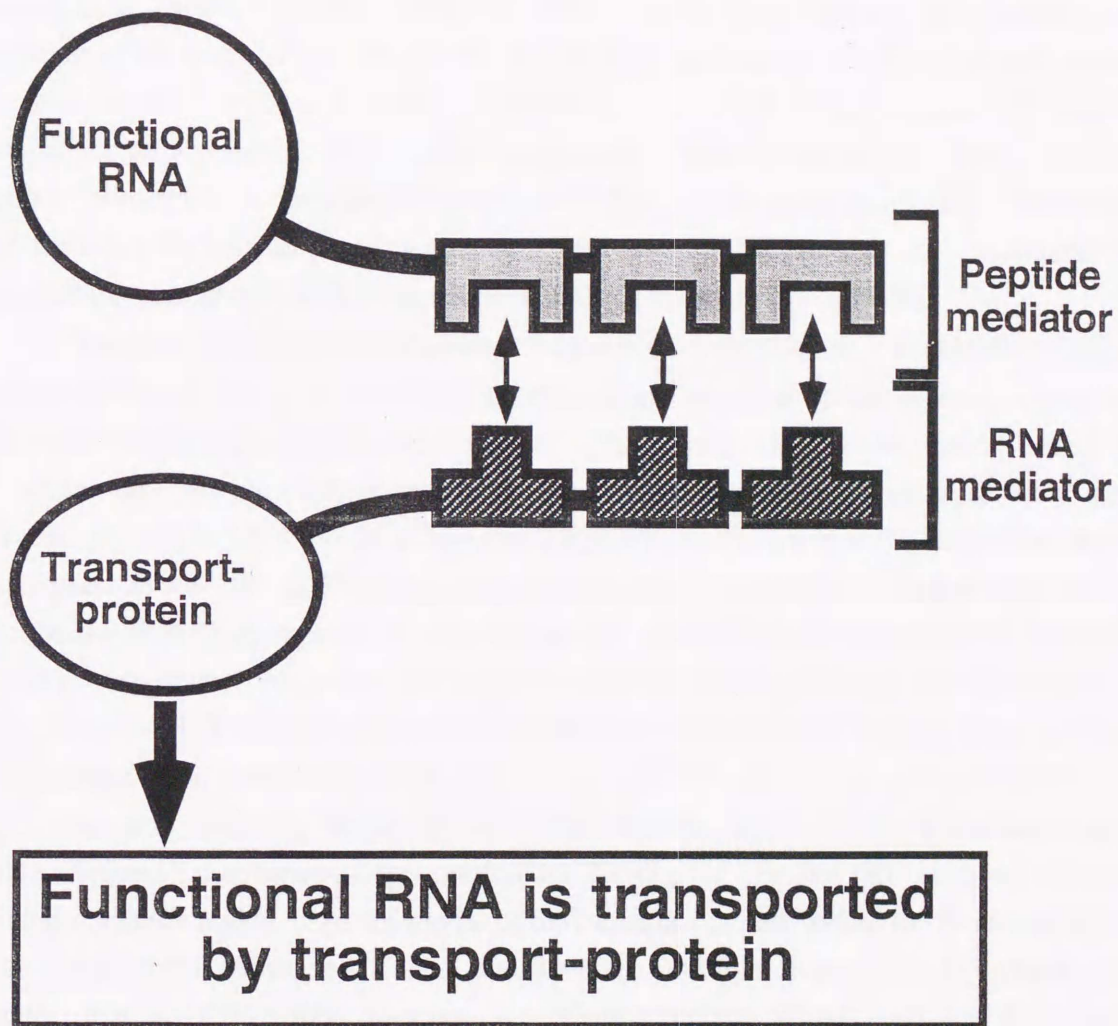 Functional
RNA
Peptide
mediator
RNA
mediator
Transport-
protein
Functional RNA is transported
by transport-protein